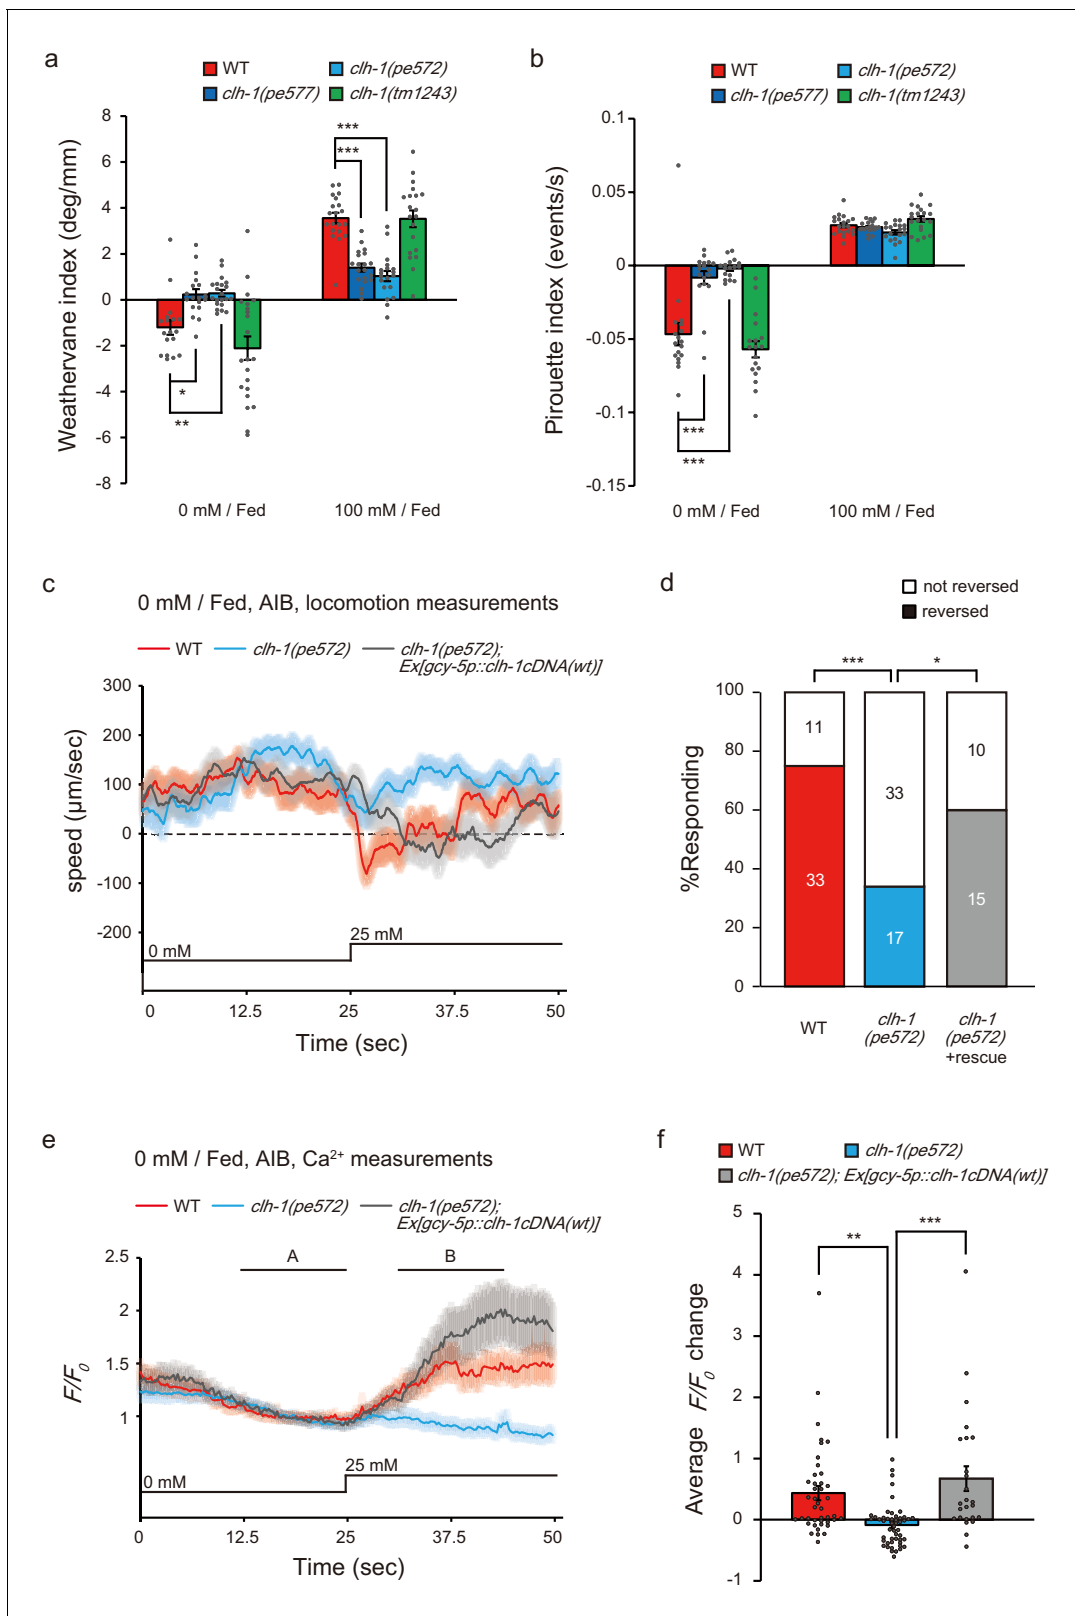 a
WT
clh-1(pe572)
clh-1(pe577)
clh-1(tm1243)
Weathervane index (deg/mm)
8
6
4
2
0
-2
-4
-6
-8
***
***
*
**
0 mM / Fed
100 mM / Fed
b
WT
clh-1(pe572)
clh-1(pe577)
clh-1(tm1243)
Pirouette index (events/s)
0.1
0.05
0
-0.05
-0.1
-0.15
***
***
0 mM / Fed
100 mM / Fed
c
0 mM / Fed, AIB, locomotion measurements
WT
clh-1(pe572)
clh-1(pe572);
Ex[gcy-5p::clh-1cDNA(wt)]
speed (µm/sec)
300
200
100
0
-100
-200
0 mM
25 mM
0
12.5
25
37.5
50
Time (sec)
d
not reversed
reversed
%Responding
100
80
60
40
20
0
***
*
11
33
10
33
17
15
WT
clh-1
(pe572)
clh-1
(pe572)
+rescue
e
0 mM / Fed, AIB, Ca²⁺ measurements
WT
clh-1(pe572)
clh-1(pe572);
Ex[gcy-5p::clh-1cDNA(wt)]
F/F₀
2.5
2
1.5
1
A
B
0 mM
25 mM
0
12.5
25
37.5
50
Time (sec)
f
WT
clh-1(pe572)
clh-1(pe572); Ex[gcy-5p::clh-1cDNA(wt)]
Average F/F₀ change
5
4
3
2
1
0
-1
**
***